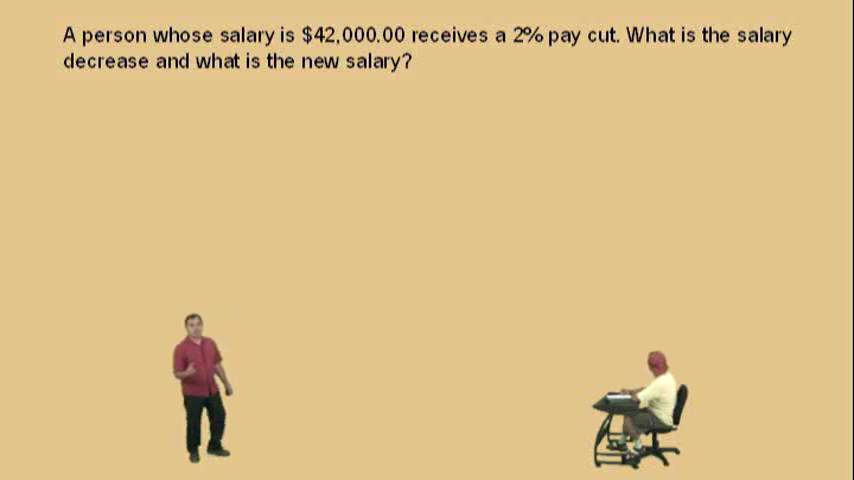 A person whose salary is $42,000.00 receives a 2% pay cut. What is the salary
decrease and what is the new salary?